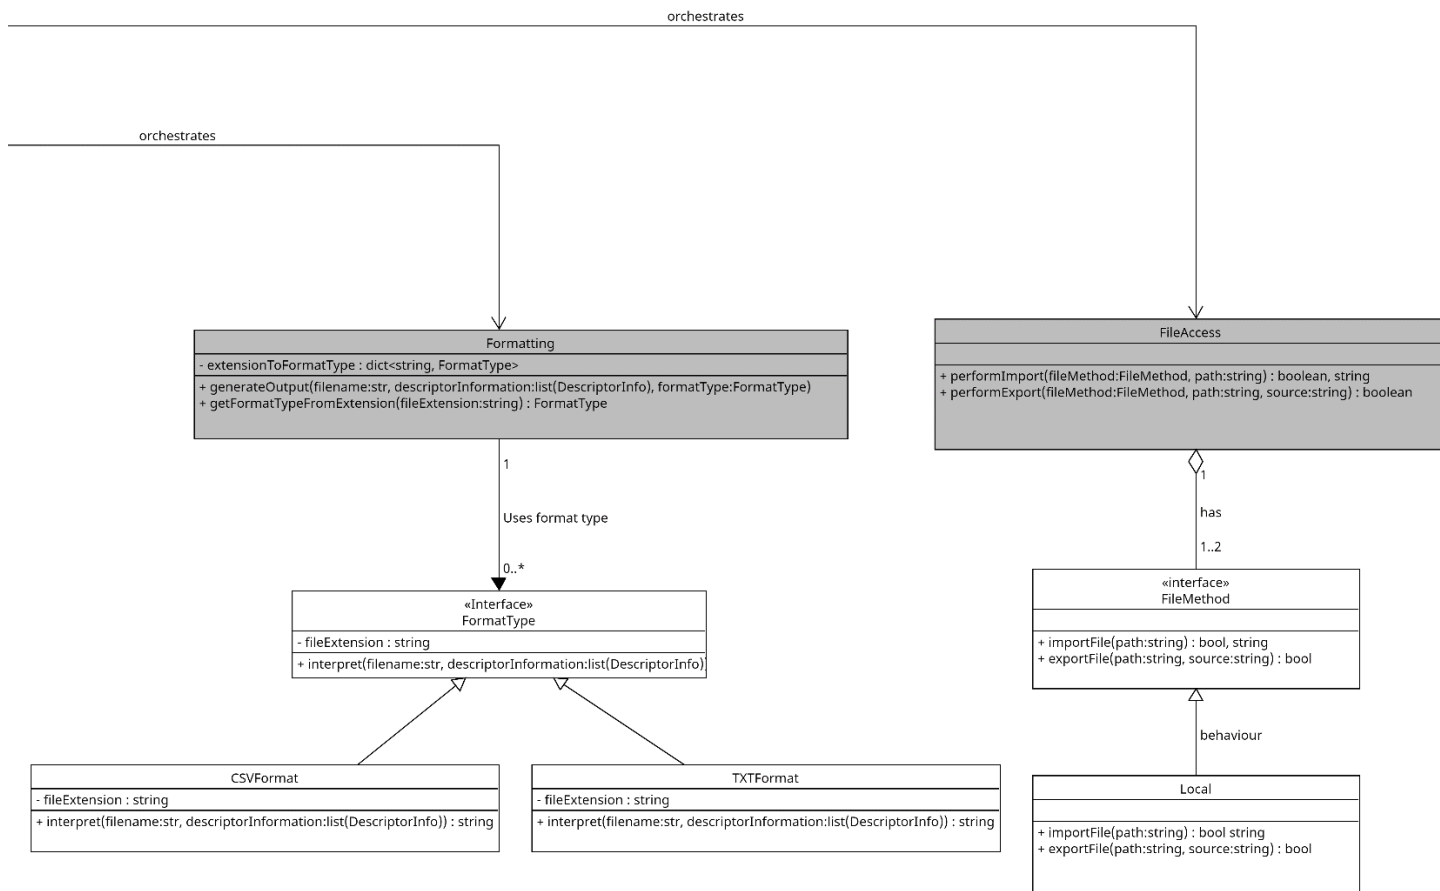 orchestrates
orchestrates
Formatting
- extensionToFormatType : dict<string, FormatType>
+ generateOutput(filename:str, descriptorInformation:list(DescriptorInfo), formatType:FormatType)
+ getFormatTypeFromExtension(fileExtension:string) : FormatType
FileAccess
+ performImport(fileMethod:FileMethod, path:string) : boolean, string
+ performExport(fileMethod:FileMethod, path:string, source:string) : boolean
1
Uses format type
0..*
1
has
1..2
«Interface»
FormatType
- fileExtension : string
+ interpret(filename:str, descriptorInformation:list(DescriptorInfo)
«interface»
FileMethod
+ importFile(path:string) : bool, string
+ exportFile(path:string, source:string) : bool
behaviour
CSVFormat
- fileExtension : string
+ interpret(filename:str, descriptorInformation:list(DescriptorInfo)) : string
TXTFormat
- fileExtension : string
+ interpret(filename:str, descriptorInformation:list(DescriptorInfo)) : string
Local
+ importFile(path:string) : bool string
+ exportFile(path:string, source:string) : bool